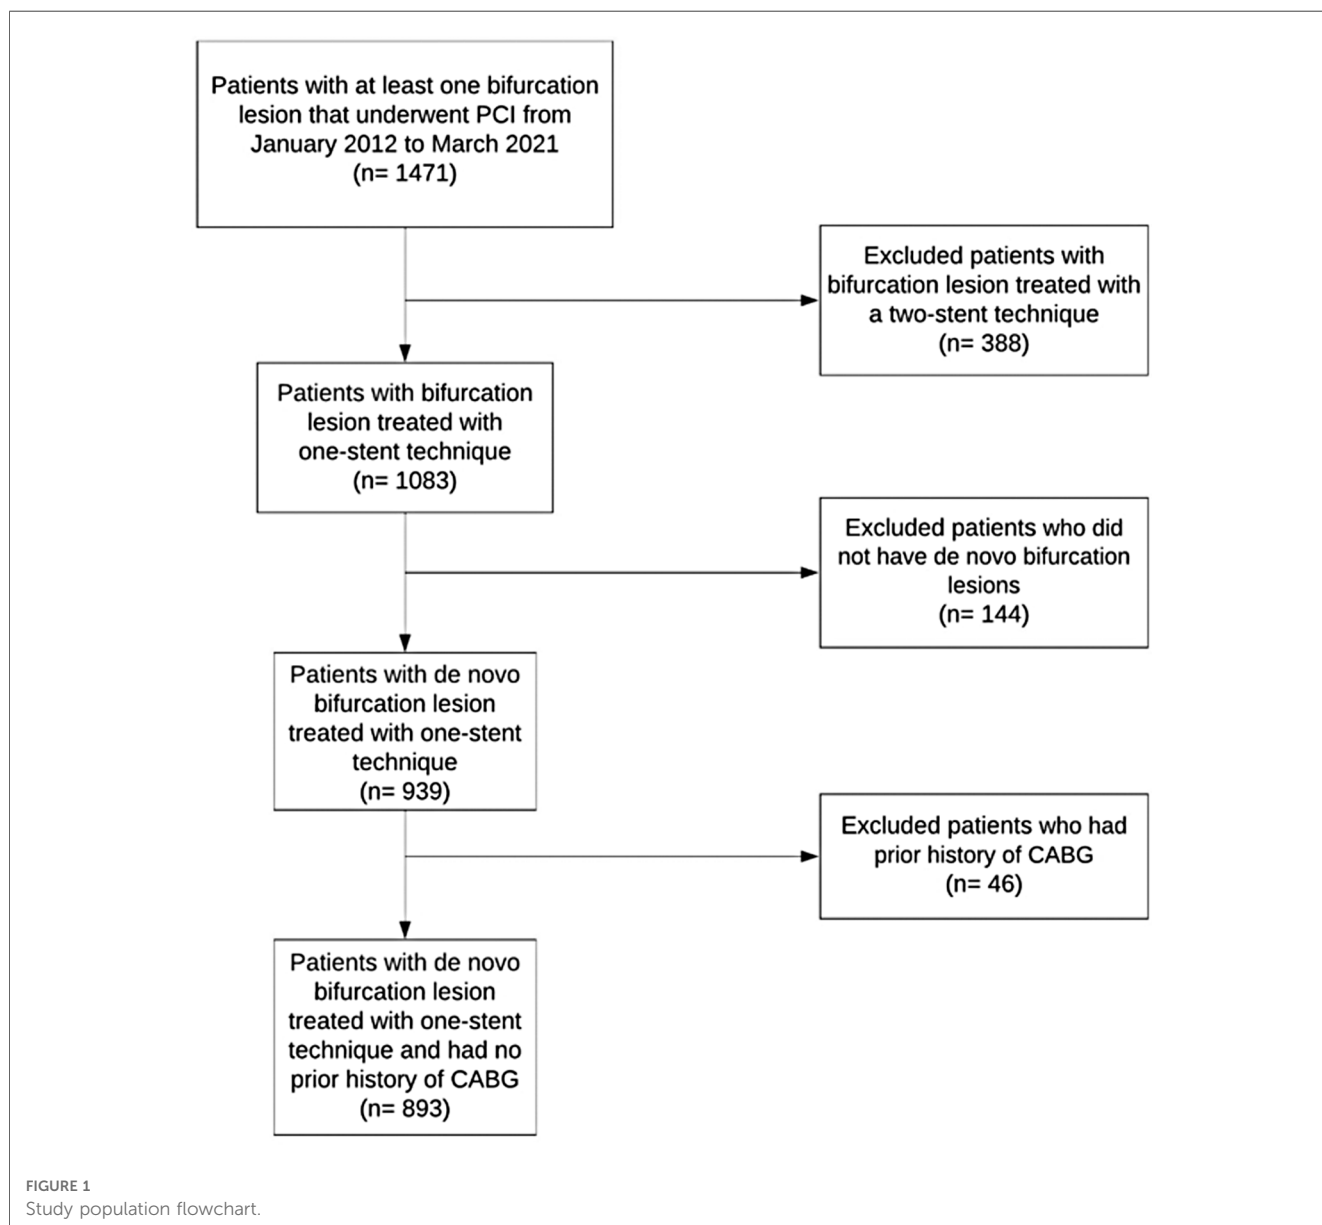 Patients with at least one bifurcation
lesion that underwent PCI from
January 2012 to March 2021
(n= 1471)
Excluded patients with
bifurcation lesion treated with
a two-stent technique
(n= 388)
Patients with bifurcation
lesion treated with
one-stent technique
(n= 1083)
Excluded patients who did
not have de novo bifurcation
lesions
(n= 144)
Patients with de novo
bifurcation lesion
treated with one-stent
technique
(n= 939)
Excluded patients who had
prior history of CABG
(n= 46)
Patients with de novo
bifurcation lesion
treated with one-stent
technique and had no
prior history of CABG
(n= 893)
FIGURE 1
Study population flowchart.